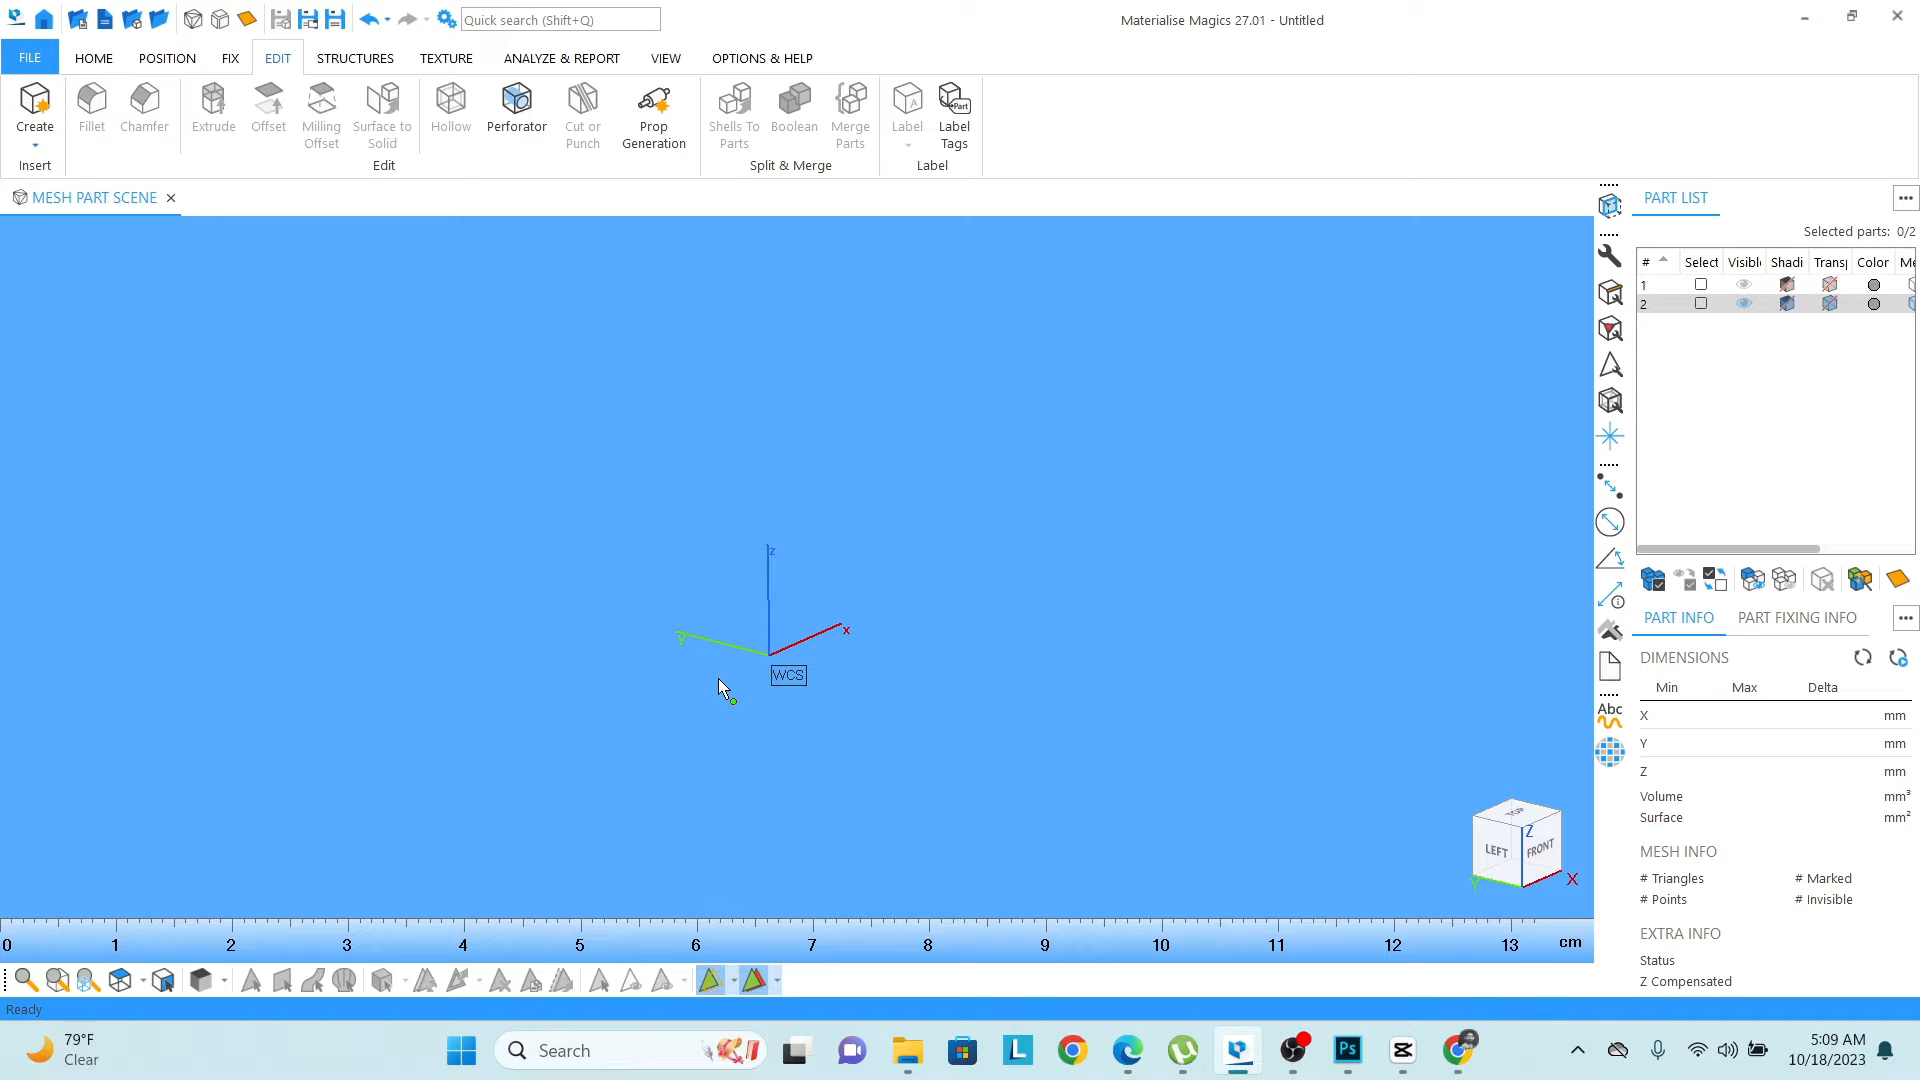 Quick search (Shift+Q)
Materialise Magics 27.01 - Untitled
FILE HOME POSITION FIX EDIT STRUCTURES TEXTURE ANALYZE & REPORT VIEW OPTIONS & HELP
Create Fillet Chamfer Extrude Offset Milling Offset Surface to Solid Hollow Perforator Cut or Punch Prop Generation Shells To Parts Boolean Merge Parts Label Label Tags
Insert Edit Split & Merge Label
MESH PART SCENE
PART LIST
Selected parts: 0/2
# Select Visibl Shadi Trans Color Me
1
2
z
y
x
WCS
Abc
PART INFO PART FIXING INFO
DIMENSIONS
Min Max Delta
X mm
Y mm
Z mm
Volume mm³
Surface mm²
MESH INFO
# Triangles # Marked
# Points # Invisible
EXTRA INFO
Status
Z Compensated
TOP
LEFT FRONT
Z
Y
X
0 1 2 3 4 5 6 7 8 9 10 11 12 13 cm
Ready
79°F
Clear
Search
Ps
5:09 AM
10/18/2023